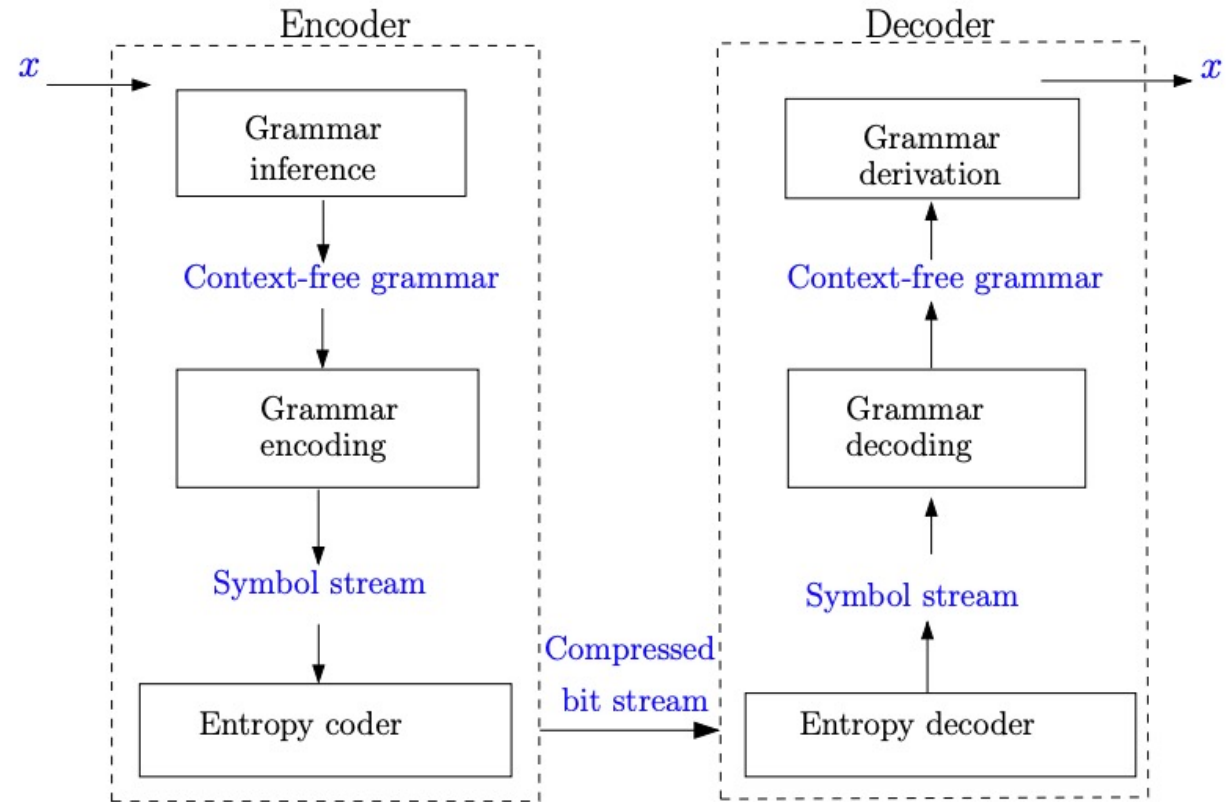 Encoder
x
Grammar
inference
Context-free grammar
Grammar
encoding
Symbol stream
Entropy coder
Compressed
bit stream
Decoder
x
Grammar
derivation
Context-free grammar
Grammar
decoding
Symbol stream
Entropy decoder